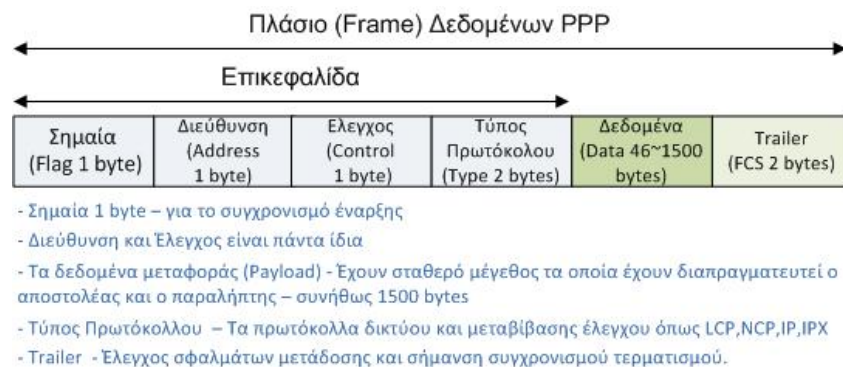 Πλάσιο (Frame) Δεδομένων PPP
Επικεφαλίδα
Σημαία
(Flag 1 byte)
Διεύθυνση
(Address
1 byte)
Ελεγχος
(Control
1 byte)
Τύπος
Πρωτόκολου
(Type 2 bytes)
Δεδομένα
(Data 46~1500
bytes)
Trailer
(FCS 2 bytes)
- Σημαία 1 byte – για το συγχρονισμό έναρξης
- Διεύθυνση και Έλεγχος είναι πάντα ίδια
- Τα δεδομένα μεταφοράς (Payload) - Έχουν σταθερό μέγεθος τα οποία έχουν διαπραγματευτεί ο
αποστολέας και ο παραλήπτης – συνήθως 1500 bytes
- Τύπος Πρωτόκολλου – Τα πρωτόκολλα δικτύου και μεταβίβασης έλεγχου όπως LCP,NCP,IP,IPX
- Trailer - Έλεγχος σφαλμάτων μετάδοσης και σήμανση συγχρονισμού τερματισμού.